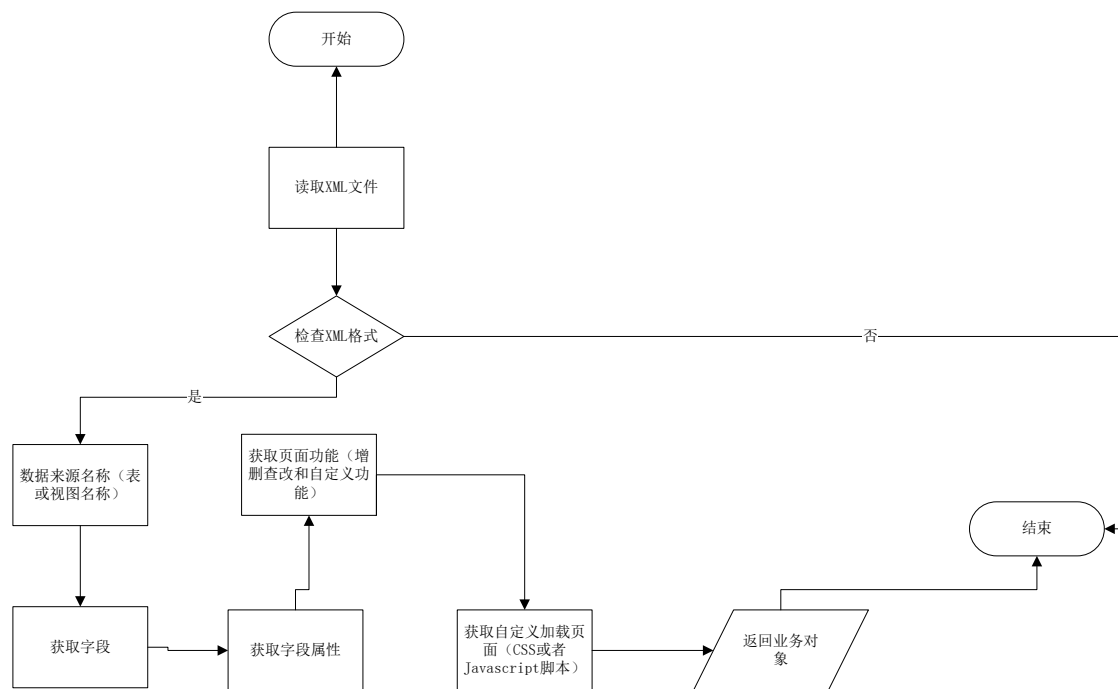 开始
读取XML文件
检查XML格式
否
是
数据来源名称（表
或视图名称）
获取页面功能（增
删查改和自定义功
能）
结束
获取字段
获取字段属性
获取自定义加载页
面（CSS或者
Javascript脚本）
返回业务对
象